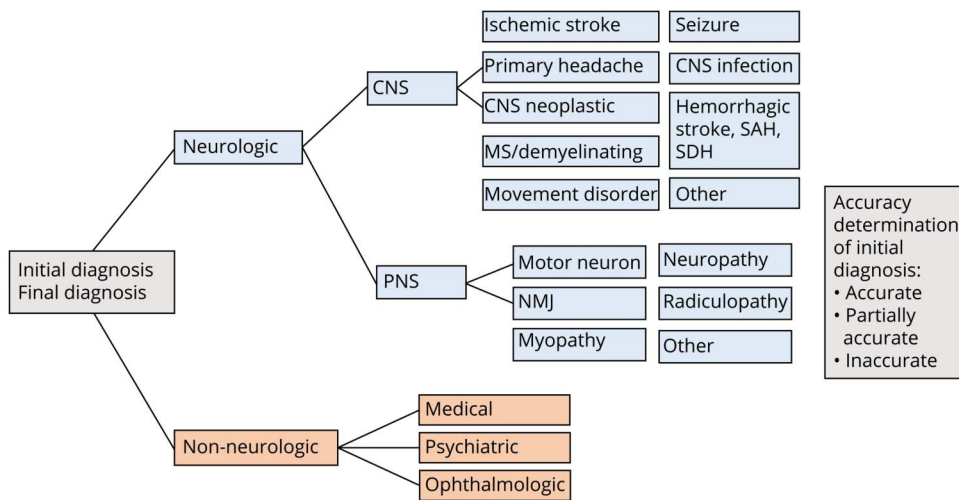 Initial diagnosis
Final diagnosis
Neurologic
CNS
Ischemic stroke
Primary headache
CNS neoplastic
MS/demyelinating
Movement disorder
Seizure
CNS infection
Hemorrhagic
stroke, SAH,
SDH
Other
PNS
Motor neuron
NMJ
Myopathy
Neuropathy
Radiculopathy
Other
Non-neurologic
Medical
Psychiatric
Ophthalmologic
Accuracy
determination
of initial
diagnosis:
• Accurate
• Partially
accurate
• Inaccurate